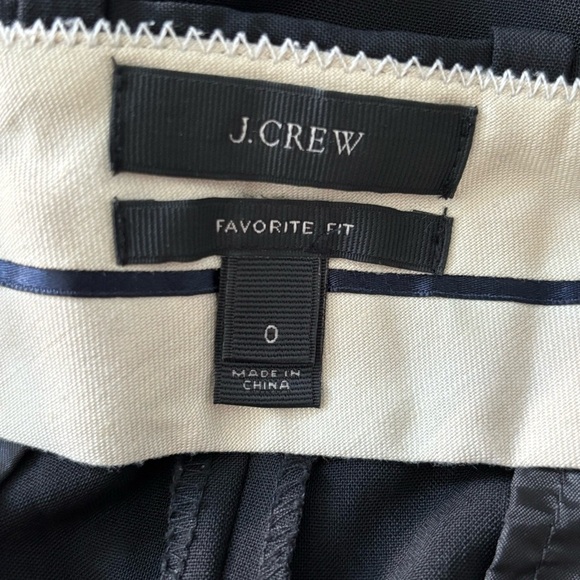 J.CREW
FAVORITE FIT
0
MADE IN
CHINA